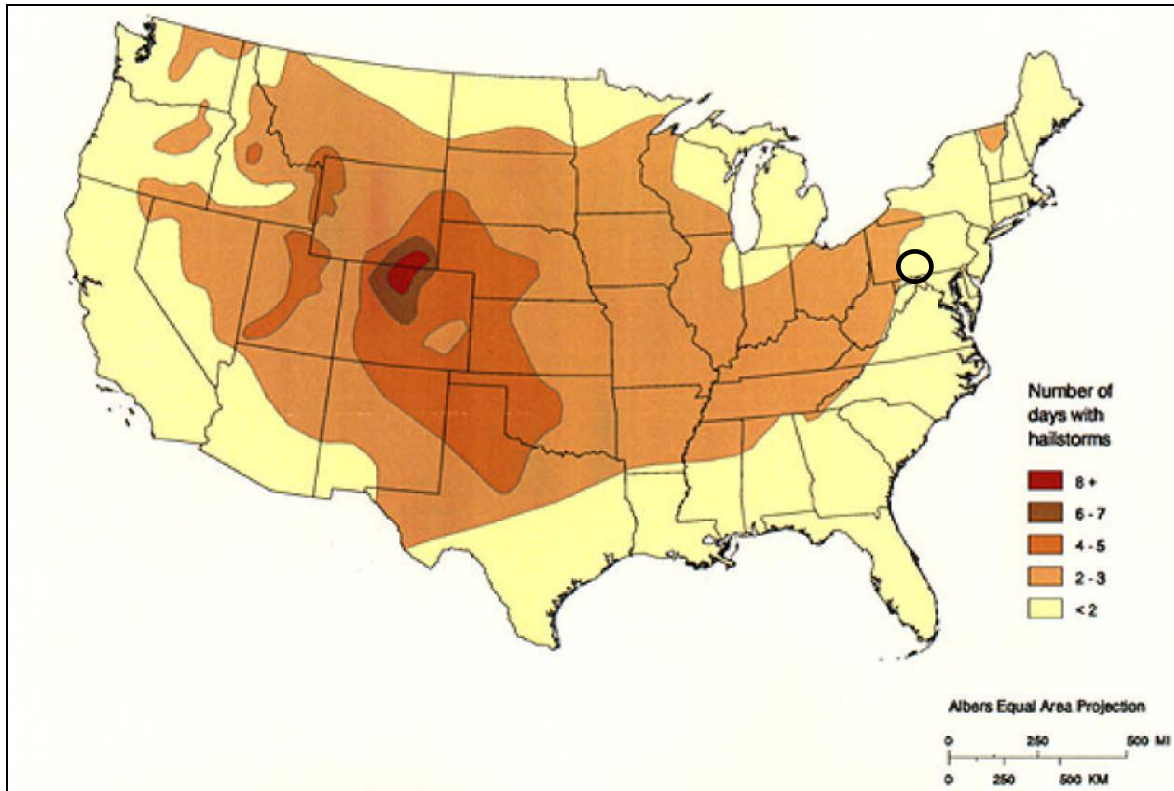 Number of
days with
hailstorms
8 +
6 - 7
4 - 5
2 - 3
< 2
Albers Equal Area Projection
0 250 500 MI
0 250 500 KM